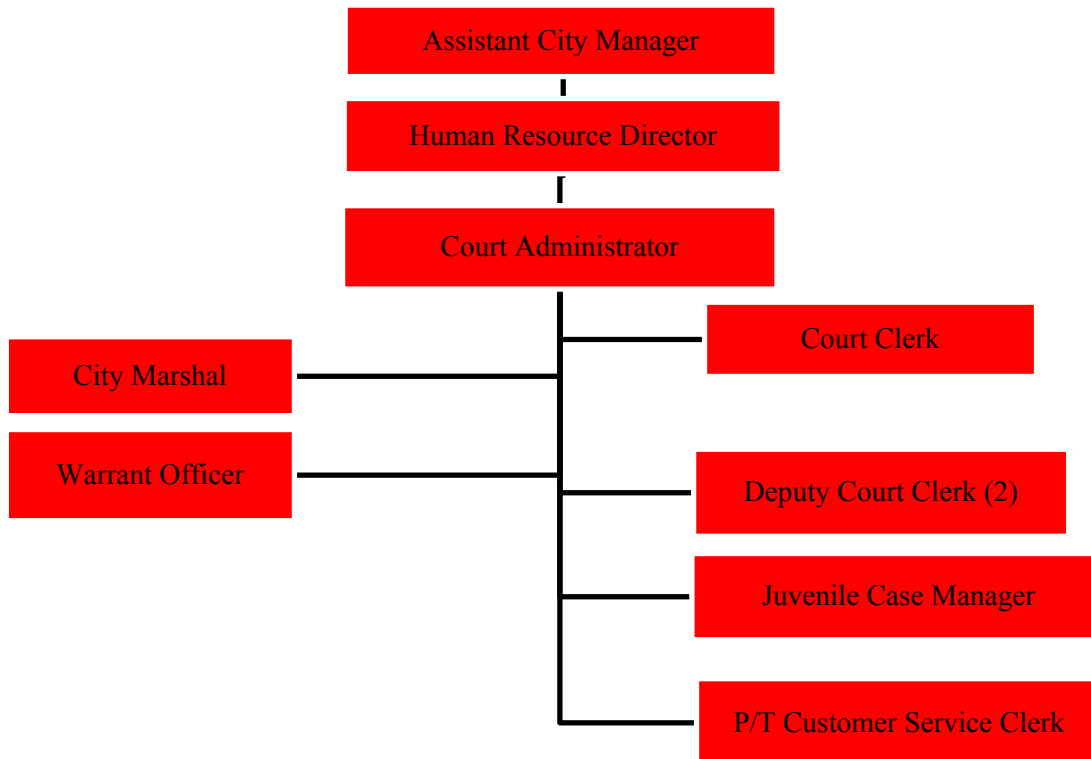 Assistant City Manager
Human Resource Director
Court Administrator
Court Clerk
City Marshal
Warrant Officer
Deputy Court Clerk (2)
Juvenile Case Manager
P/T Customer Service Clerk